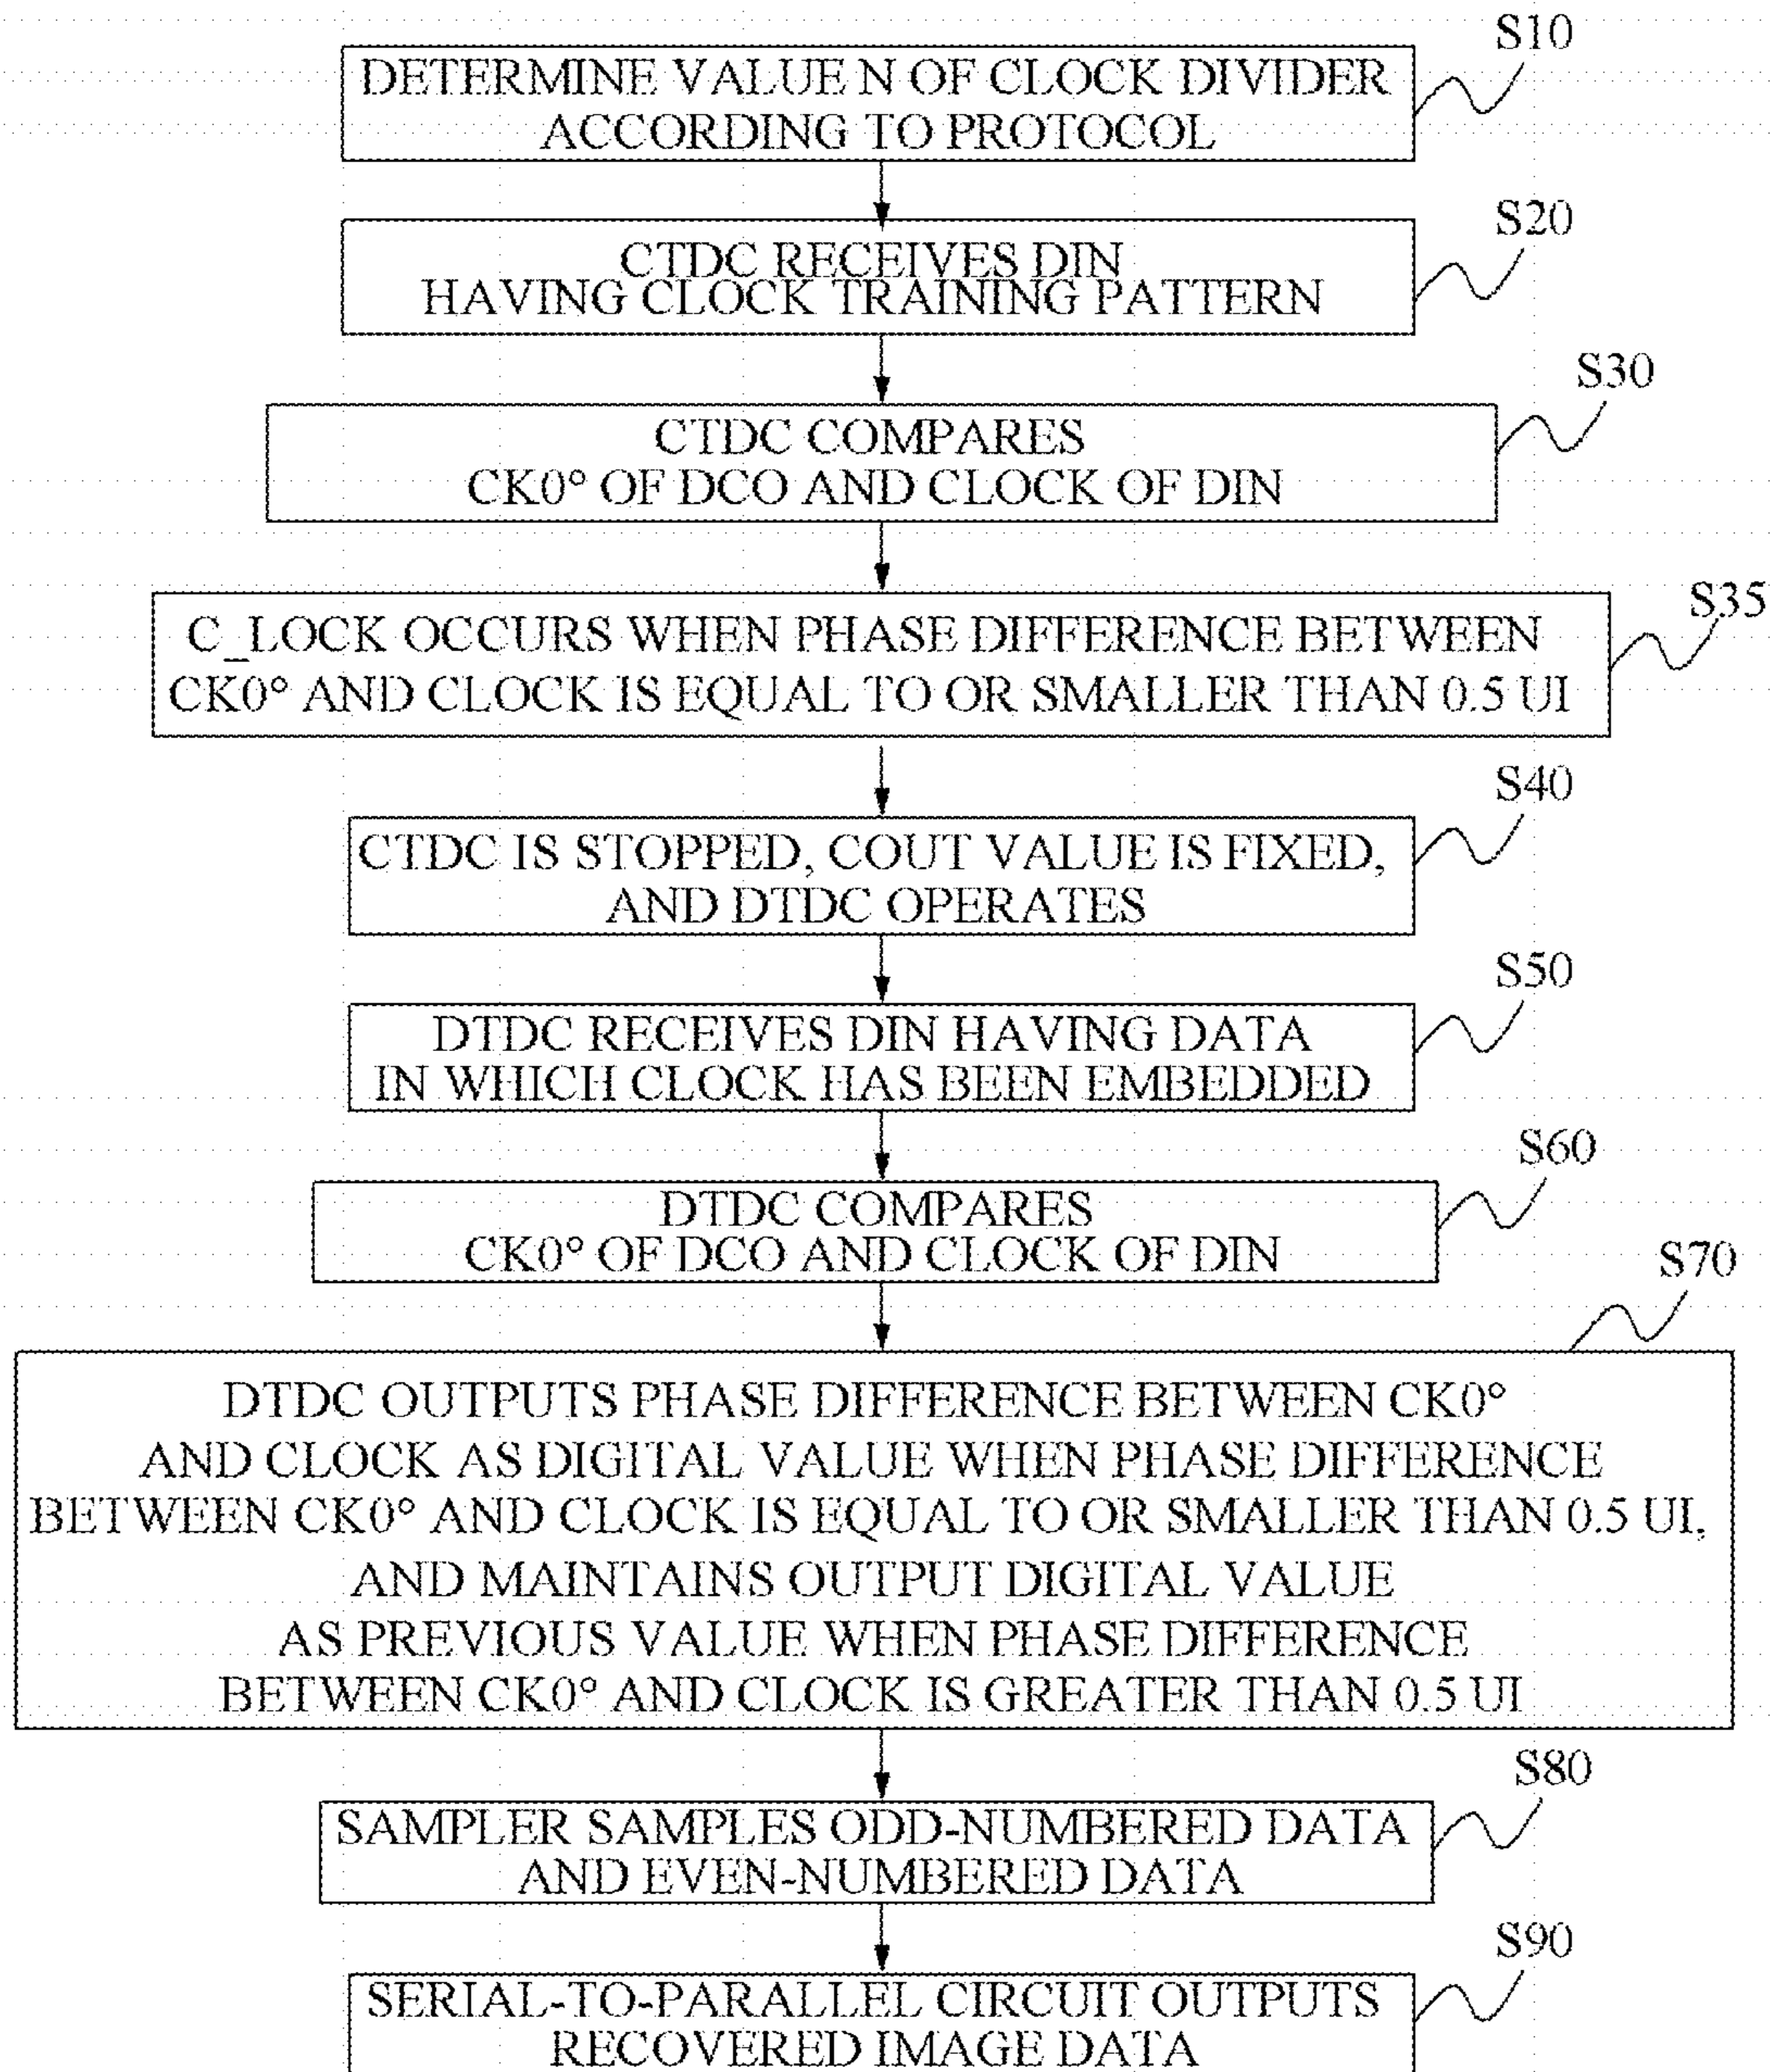 S10
DETERMINE VALUE N OF CLOCK DIVIDER
ACCORDING TO PROTOCOL
S20
CTDC RECEIVES DIN
HAVING CLOCK TRAINING PATTERN
S30
CTDC COMPARES
CK0° OF DCO AND CLOCK OF DIN
S35
C_LOCK OCCURS WHEN PHASE DIFFERENCE BETWEEN
CK0° AND CLOCK IS EQUAL TO OR SMALLER THAN 0.5 UI
S40
CTDC IS STOPPED, COUT VALUE IS FIXED,
AND DTDC OPERATES
S50
DTDC RECEIVES DIN HAVING DATA
IN WHICH CLOCK HAS BEEN EMBEDDED
S60
DTDC COMPARES
CK0° OF DCO AND CLOCK OF DIN
S70
DTDC OUTPUTS PHASE DIFFERENCE BETWEEN CK0°
AND CLOCK AS DIGITAL VALUE WHEN PHASE DIFFERENCE
BETWEEN CK0° AND CLOCK IS EQUAL TO OR SMALLER THAN 0.5 UI,
AND MAINTAINS OUTPUT DIGITAL VALUE
AS PREVIOUS VALUE WHEN PHASE DIFFERENCE
BETWEEN CK0° AND CLOCK IS GREATER THAN 0.5 UI
S80
SAMPLER SAMPLES ODD-NUMBERED DATA
AND EVEN-NUMBERED DATA
S90
SERIAL-TO-PARALLEL CIRCUIT OUTPUTS
RECOVERED IMAGE DATA